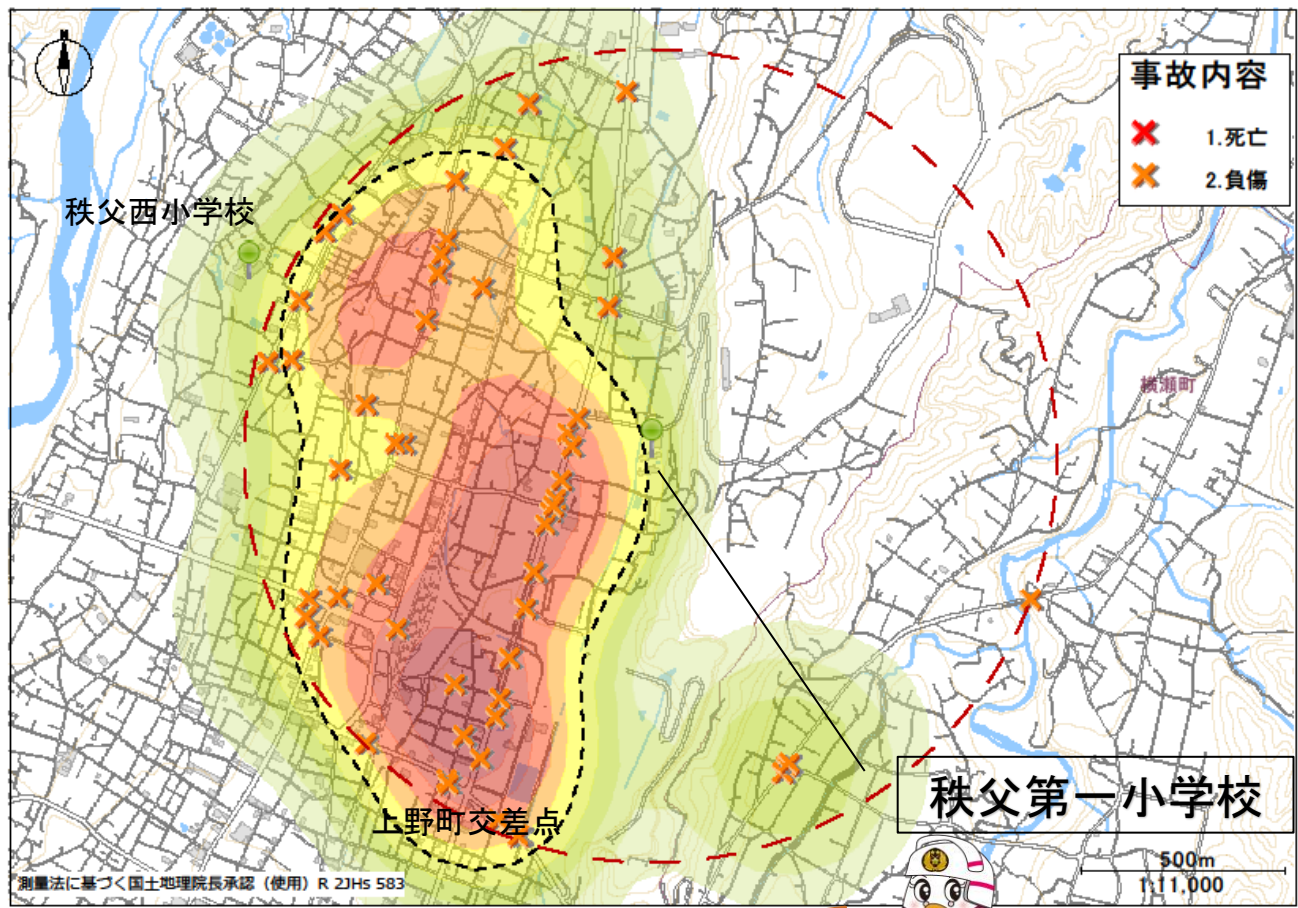 N
事故内容
1.死亡
2.負傷
秩父西小学校
横瀬町
上野町交差点
秩父第一小学校
500m
1:11,000
測量法に基づく国土地理院長承認（使用）R 2JHs 583